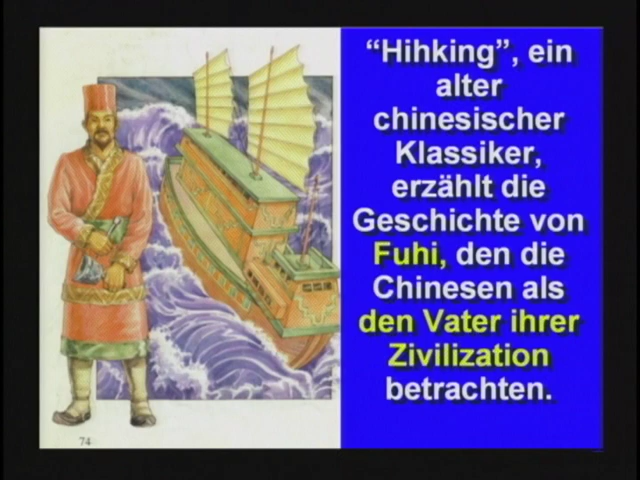 “Hihking”, ein
alter
chinesischer
Klassiker,
erzählt die
Geschichte von
Fuhi, den die
Chinesen als
den Vater ihrer
Zivilization
betrachten.
74